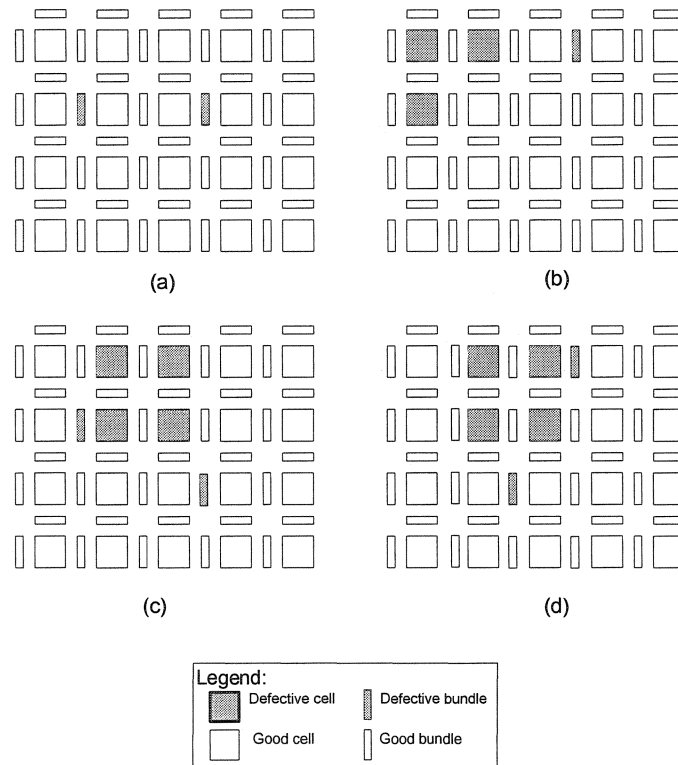 (a)
(b)
(c)
(d)
Legend:
Defective cell
Defective bundle
Good cell
Good bundle